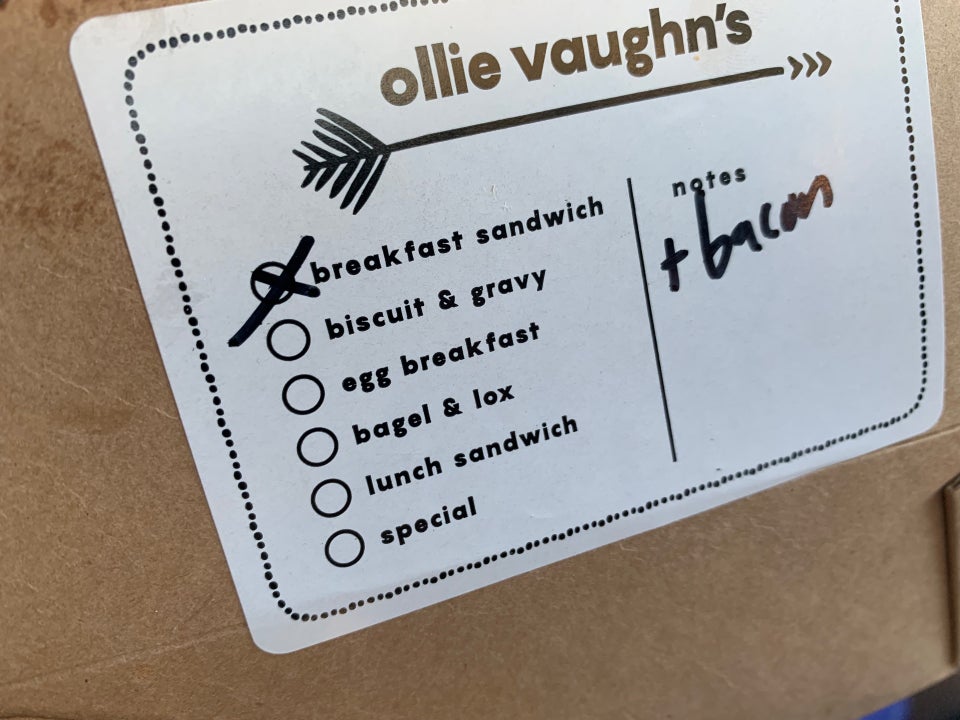 ollie vaughn's
breakfast sandwich
biscuit & gravy
egg breakfast
bagel & lox
lunch sandwich
special
notes
+ bacon